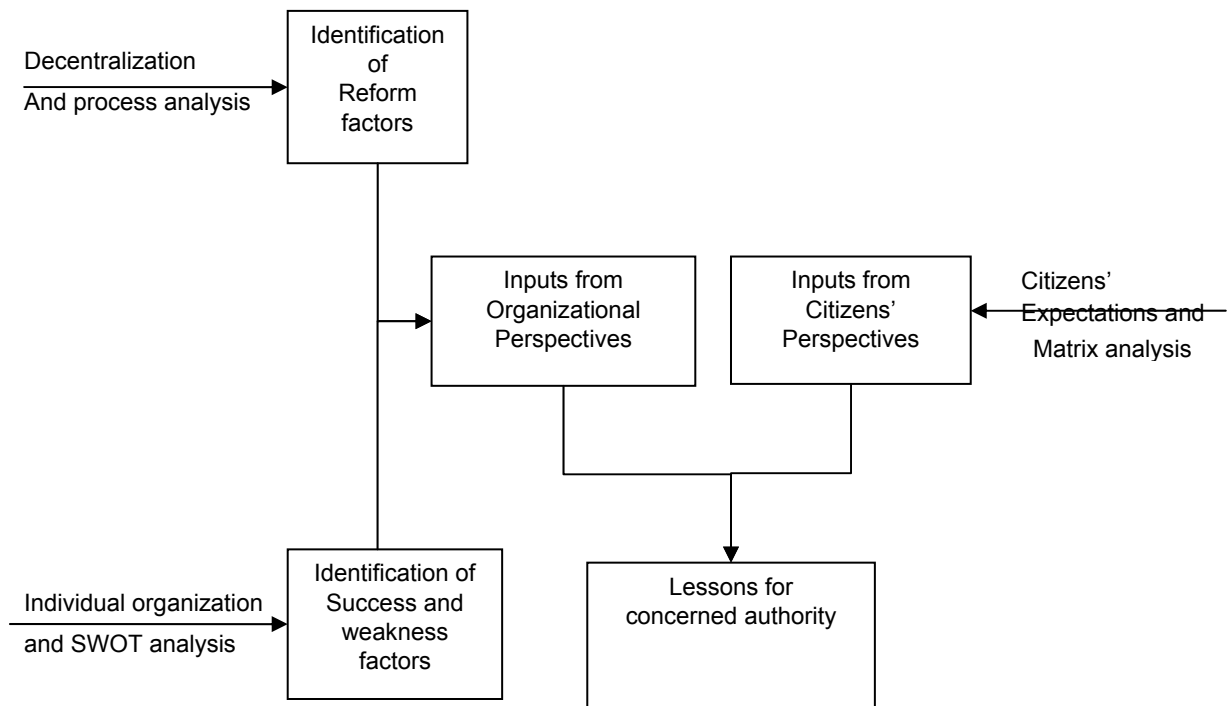 Identification
of
Reform
factors
Decentralization
And process analysis
Inputs from
Organizational
Perspectives
Inputs from
Citizens’
Perspectives
Citizens’
Expectations and
Matrix analysis
Identification of
Success and
weakness
factors
Individual organization
and SWOT analysis
Lessons for
concerned authority